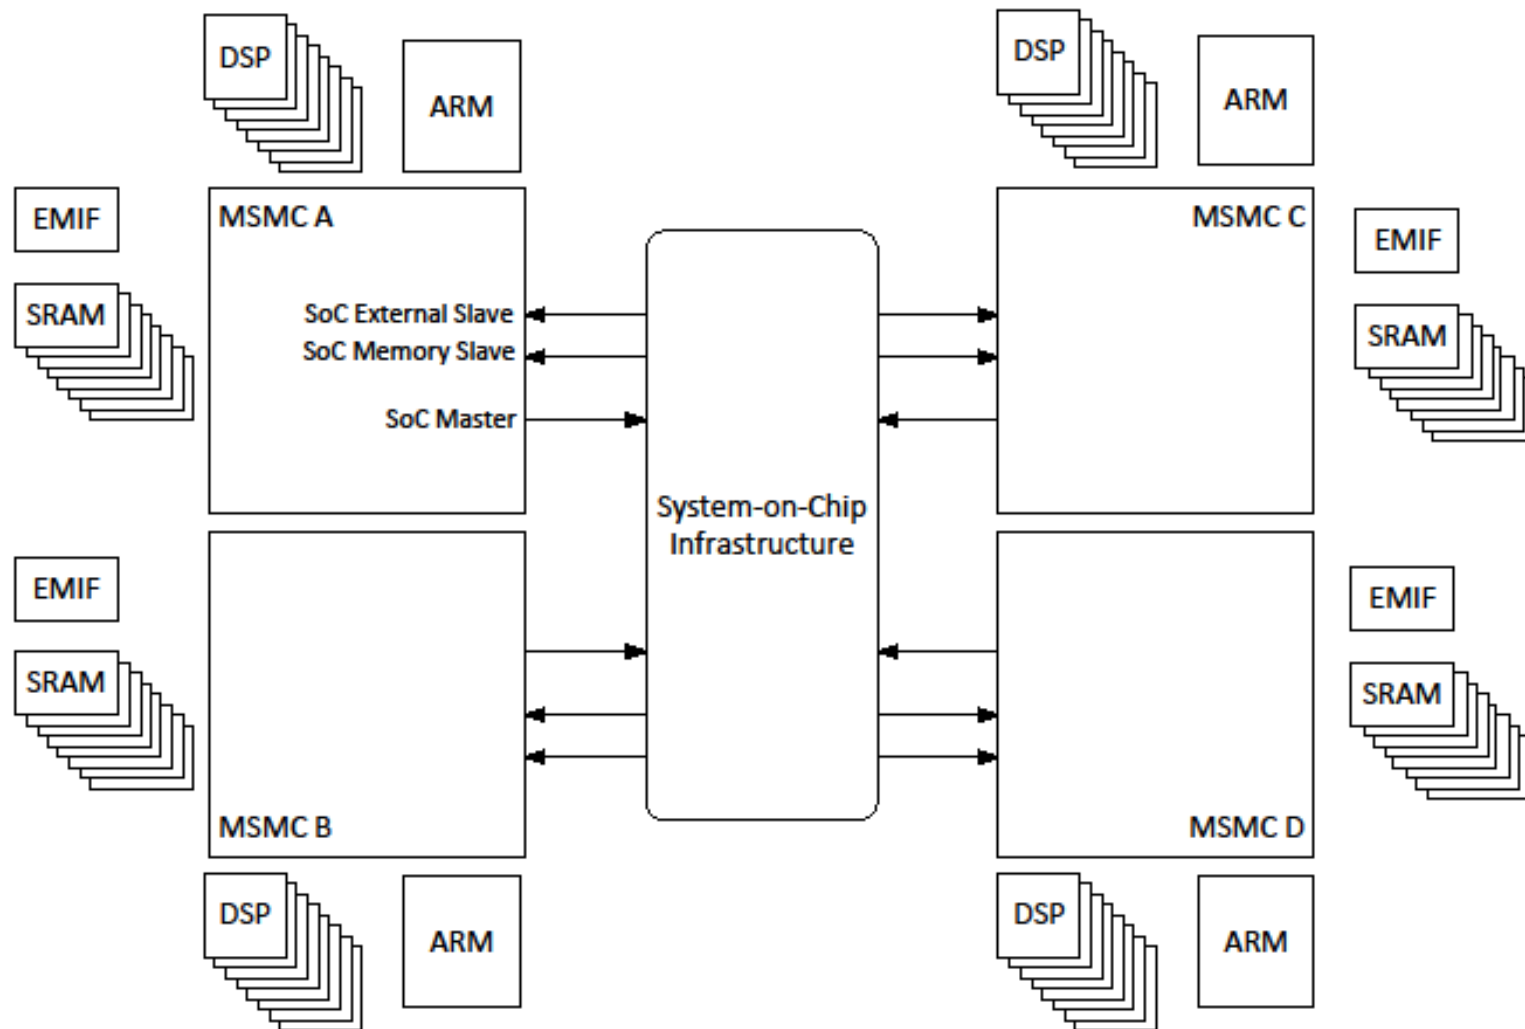 DSP
ARM
DSP
ARM
EMIF
MSMC A
MSMC C
EMIF
SRAM
SoC External Slave
SoC Memory Slave
SRAM
SoC Master
System-on-Chip
Infrastructure
EMIF
EMIF
SRAM
SRAM
MSMC B
MSMC D
DSP
ARM
DSP
ARM